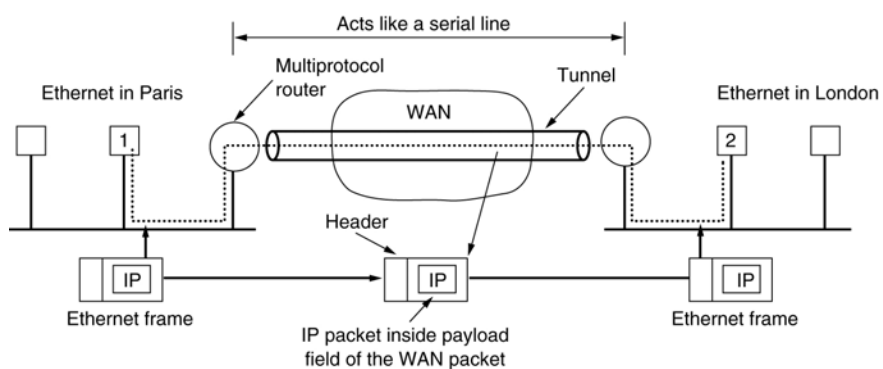 Acts like a serial line
Multiprotocol
router
Tunnel
Ethernet in Paris
WAN
Ethernet in London
1
2
Header
IP
IP
IP
Ethernet frame
IP packet inside payload
field of the WAN packet
Ethernet frame